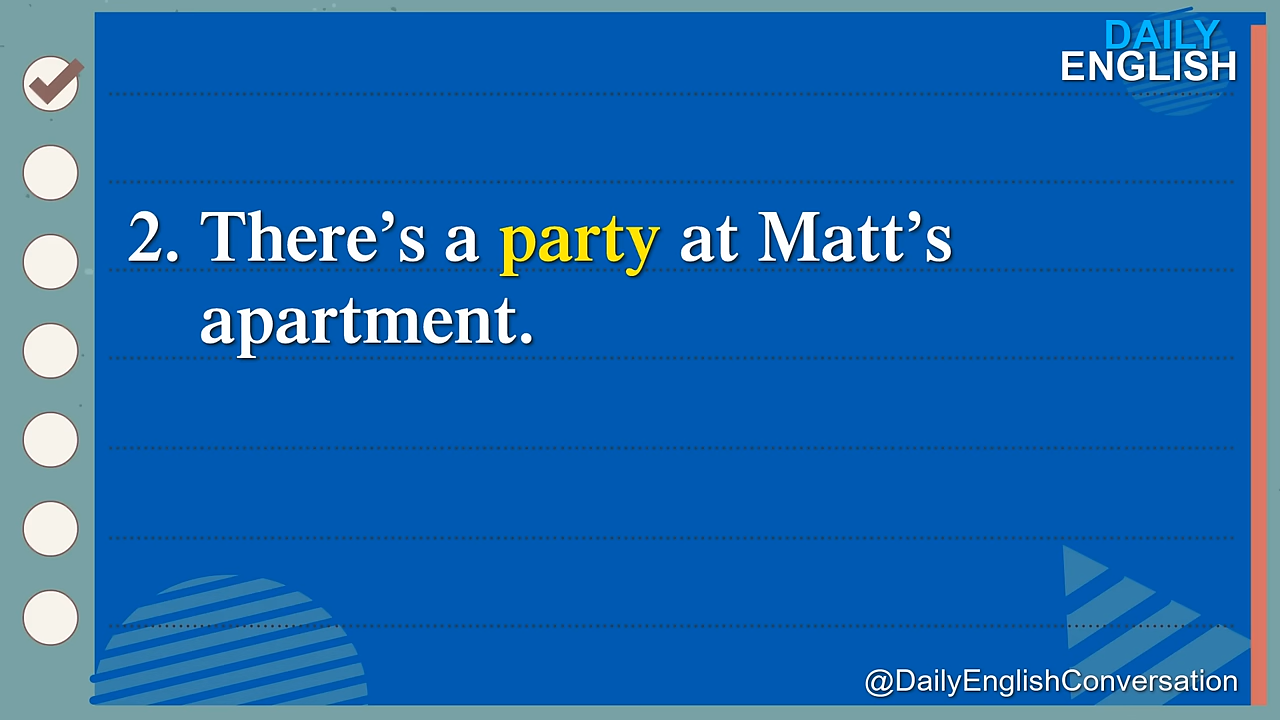 DAILY
ENGLISH
2. There’s a party at Matt’s
apartment.
@DailyEnglishConversation